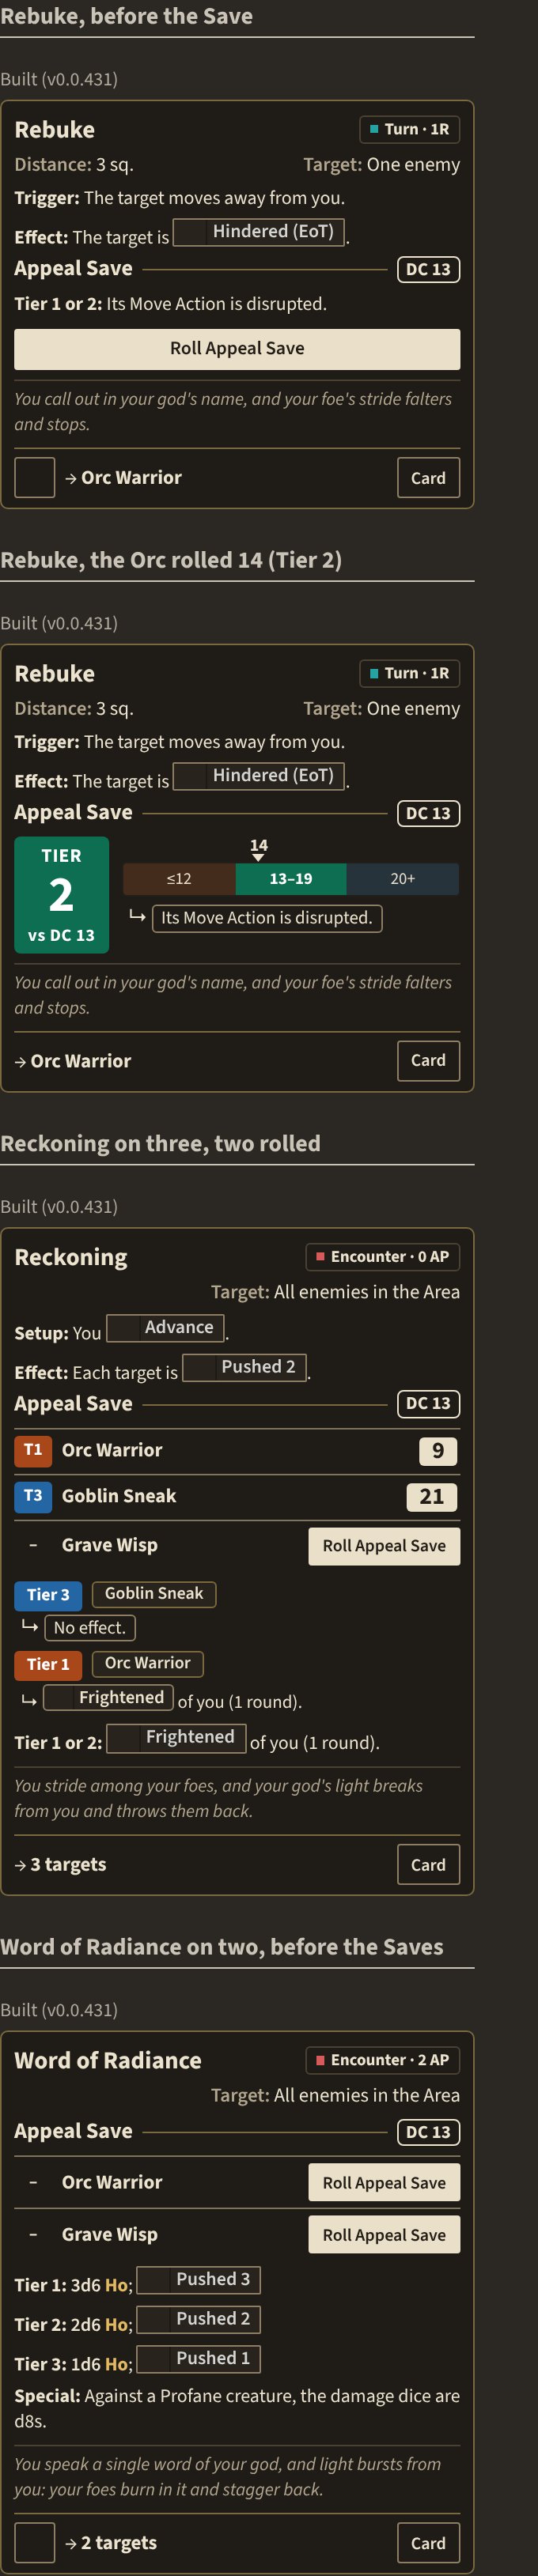 Rebuke, before the Save
Built (v0.0.431)
Rebuke
Turn · 1R
Distance: 3 sq.
Target: One enemy
Trigger: The target moves away from you.
Effect: The target is Hindered (EoT).
Appeal Save
DC 13
Tier 1 or 2: Its Move Action is disrupted.
Roll Appeal Save
You call out in your god's name, and your foe's stride falters
and stops.
→ Orc Warrior
Card
Rebuke, the Orc rolled 14 (Tier 2)
Built (v0.0.431)
Rebuke
Turn · 1R
Distance: 3 sq.
Target: One enemy
Trigger: The target moves away from you.
Effect: The target is Hindered (EoT).
Appeal Save
DC 13
TIER
2
vs DC 13
14
≤12
13–19
20+
↳ Its Move Action is disrupted.
You call out in your god's name, and your foe's stride falters
and stops.
→ Orc Warrior
Card
Reckoning on three, two rolled
Built (v0.0.431)
Reckoning
Encounter · 0 AP
Target: All enemies in the Area
Setup: You Advance.
Effect: Each target is Pushed 2.
Appeal Save
DC 13
T1 Orc Warrior 9
T3 Goblin Sneak 21
– Grave Wisp Roll Appeal Save
Tier 3 Goblin Sneak
↳ No effect.
Tier 1 Orc Warrior
↳ Frightened of you (1 round).
Tier 1 or 2: Frightened of you (1 round).
You stride among your foes, and your god's light breaks
from you and throws them back.
→ 3 targets
Card
Word of Radiance on two, before the Saves
Built (v0.0.431)
Word of Radiance
Encounter · 2 AP
Target: All enemies in the Area
Appeal Save
DC 13
– Orc Warrior Roll Appeal Save
– Grave Wisp Roll Appeal Save
Tier 1: 3d6 Ho; Pushed 3
Tier 2: 2d6 Ho; Pushed 2
Tier 3: 1d6 Ho; Pushed 1
Special: Against a Profane creature, the damage dice are
d8s.
You speak a single word of your god, and light bursts from
you: your foes burn in it and stagger back.
→ 2 targets
Card